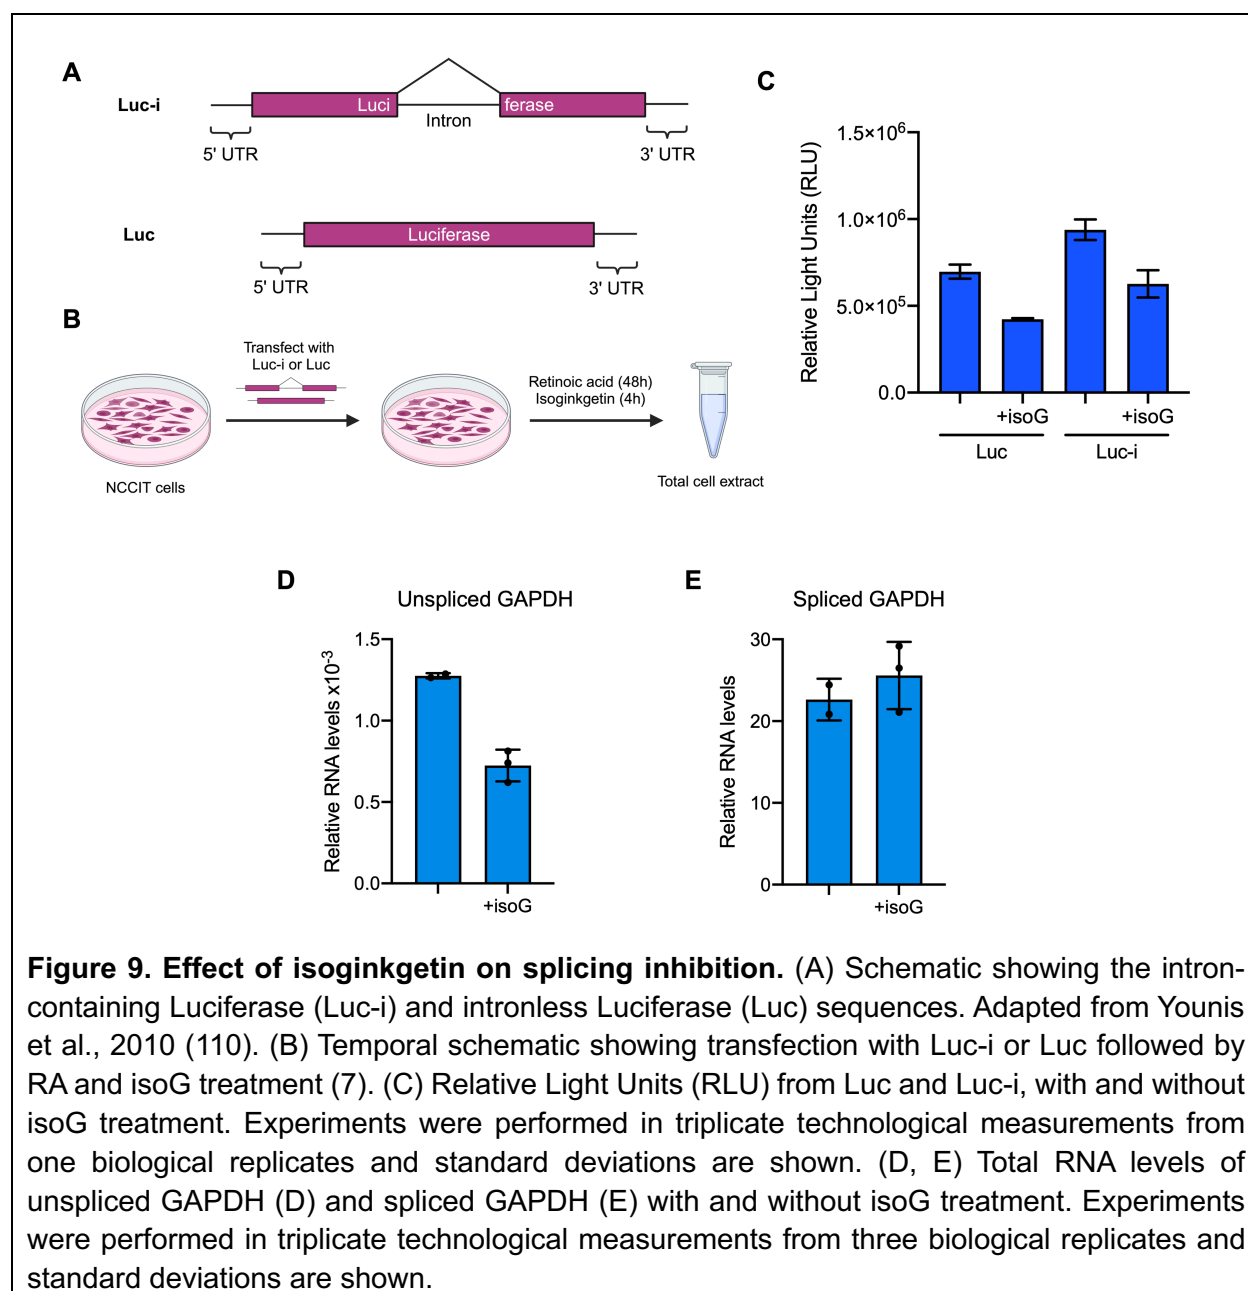 A
Luc-i
Luci
ferase
Intron
5' UTR
3' UTR
Luc
Luciferase
5' UTR
3' UTR
B
Transfect with
Luc-i or Luc
Retinoic acid (48h)
Isoginkgetin (4h)
NCCIT cells
Total cell extract
C
Relative Light Units (RLU)
1.5×10⁶
1.0×10⁶
5.0×10⁵
0.0
+isoG
+isoG
Luc
Luc-i
D
Unspliced GAPDH
Relative RNA levels x10⁻³
1.5
1.0
0.5
0.0
+isoG
E
Spliced GAPDH
Relative RNA levels
30
20
10
0
+isoG
Figure 9. Effect of isoginkgetin on splicing inhibition. (A) Schematic showing the intron-
containing Luciferase (Luc-i) and intronless Luciferase (Luc) sequences. Adapted from Younis
et al., 2010 (110). (B) Temporal schematic showing transfection with Luc-i or Luc followed by
RA and isoG treatment (7). (C) Relative Light Units (RLU) from Luc and Luc-i, with and without
isoG treatment. Experiments were performed in triplicate technological measurements from
one biological replicates and standard deviations are shown. (D, E) Total RNA levels of
unspliced GAPDH (D) and spliced GAPDH (E) with and without isoG treatment. Experiments
were performed in triplicate technological measurements from three biological replicates and
standard deviations are shown.